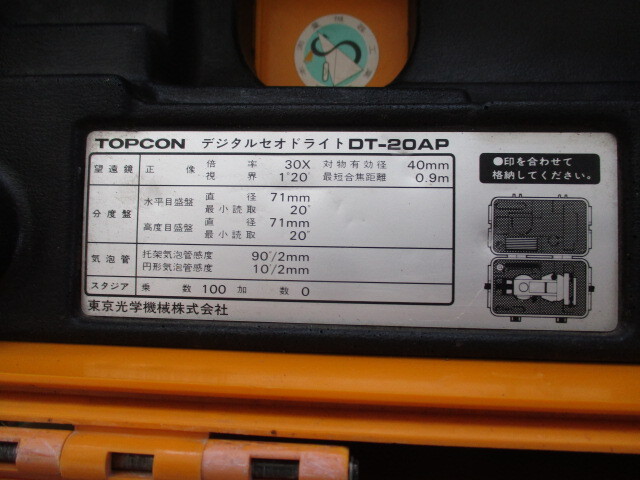 TOPCON デジタルセオドライト DT-20AP
望遠鏡 正像 倍率 30X 対物有効径 40mm
視界 1°20′ 最短合焦距離 0.9m
分度盤 水平目盛盤 直径 71mm
最小読取 20″
高度目盛盤 直径 71mm
最小読取 20″
気泡管 托架気泡管感度 90″/2mm
円形気泡管感度 10′/2mm
スタジア 乗数 100 加数 0
東京光学機械株式会社
●印を合わせて
格納してください。